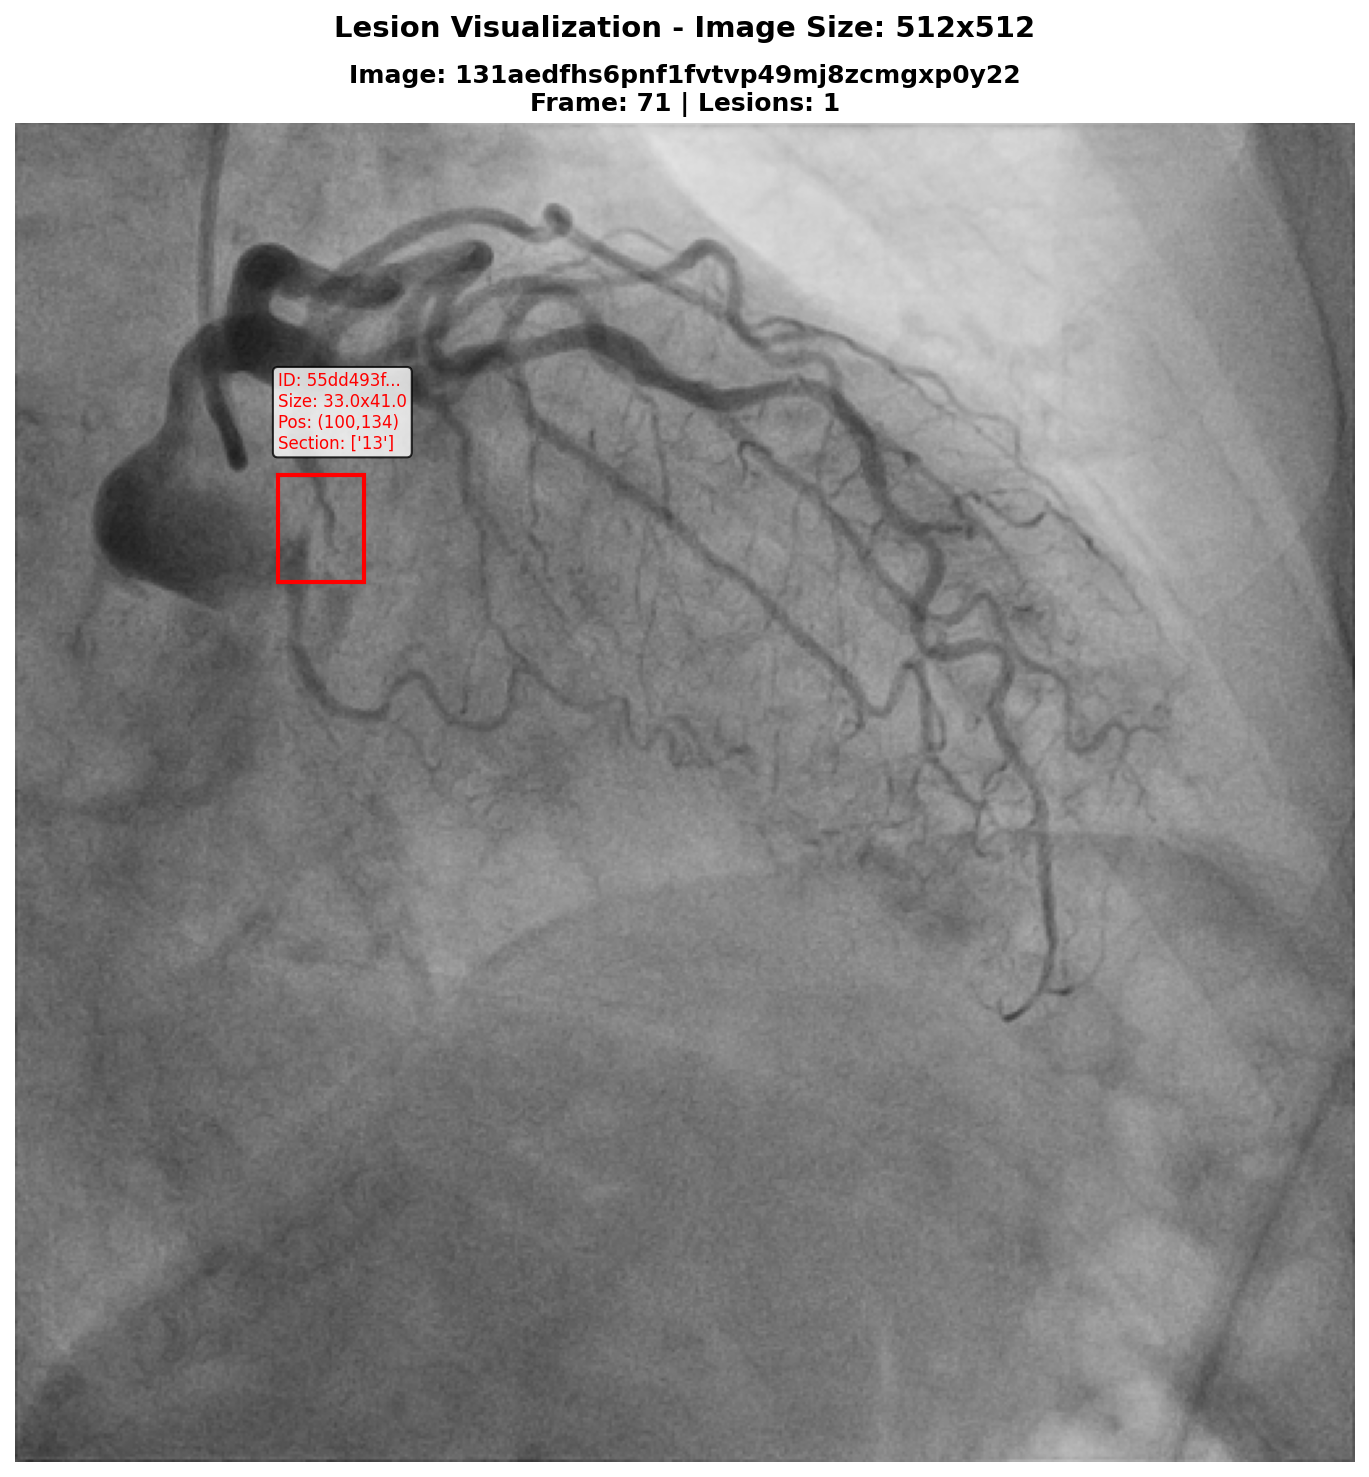 Lesion Visualization - Image Size: 512x512
Image: 131aedfhs6pnf1fvtvp49mj8zcmgxp0y22
Frame: 71 | Lesions: 1
ID: 55dd493f...
Size: 33.0x41.0
Pos: (100,134)
Section: ['13']